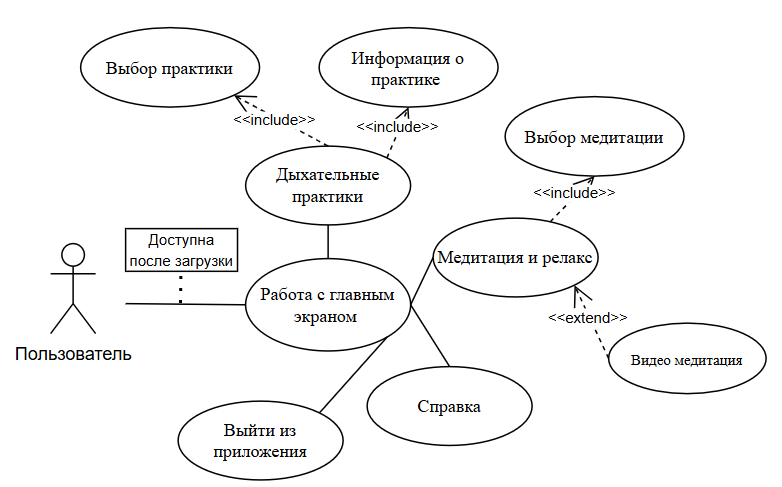 Выбор практики
Информация о
практике
<<include>>
<<include>>
Выбор медитации
Дыхательные
практики
<<include>>
Доступна
после загрузки
Медитация и релакс
Работа с главным
экраном
<<extend>>
Пользователь
Видео медитация
Справка
Выйти из
приложения